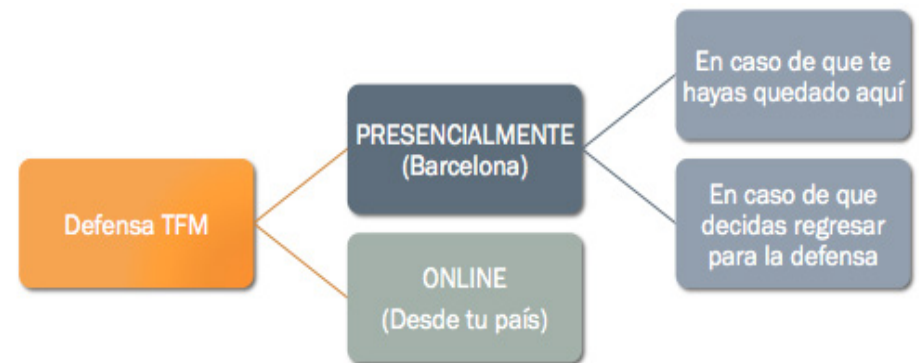 Defensa TFM
PRESENCIALMENTE
(Barcelona)
ONLINE
(Desde tu país)
En caso de que te
hayas quedado aquí
En caso de que
decidas regresar
para la defensa